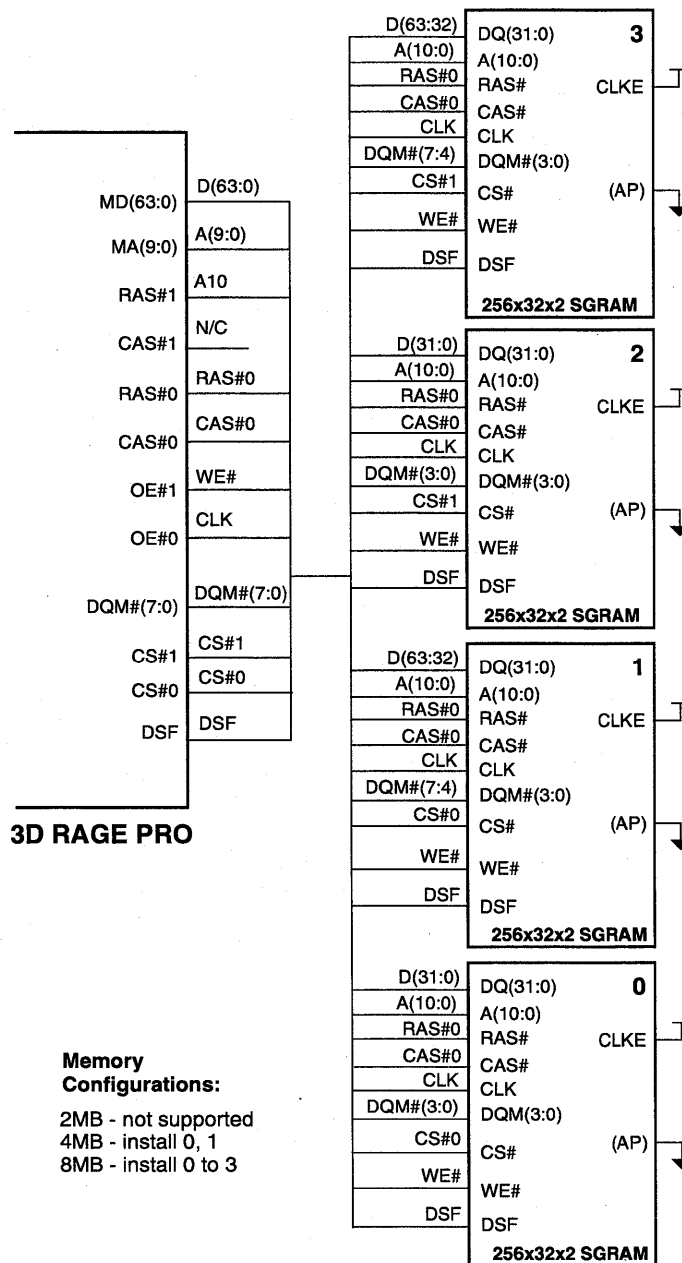 MD(63:0) D(63:0)
MA(9:0) A(9:0)
RAS#1 A10
CAS#1 N/C
RAS#0 RAS#0
CAS#0 CAS#0
OE#1 WE#
OE#0 CLK
DQM#(7:0) DQM#(7:0)
CS#1 CS#1
CS#0 CS#0
DSF DSF
3D RAGE PRO
D(63:32) DQ(31:0) 3
A(10:0) A(10:0)
RAS#0 RAS# CLKE
CAS#0 CAS#
CLK CLK
DQM#(7:4) DQM#(3:0)
CS#1 CS# (AP)
WE# WE#
DSF DSF
256x32x2 SGRAM
D(31:0) DQ(31:0) 2
A(10:0) A(10:0)
RAS#0 RAS# CLKE
CAS#0 CAS#
CLK CLK
DQM#(3:0) DQM#(3:0)
CS#1 CS# (AP)
WE# WE#
DSF DSF
256x32x2 SGRAM
D(63:32) DQ(31:0) 1
A(10:0) A(10:0)
RAS#0 RAS# CLKE
CAS#0 CAS#
CLK CLK
DQM#(7:4) DQM#(3:0)
CS#0 CS# (AP)
WE# WE#
DSF DSF
256x32x2 SGRAM
D(31:0) DQ(31:0) 0
A(10:0) A(10:0)
RAS#0 RAS# CLKE
CAS#0 CAS#
CLK CLK
DQM#(3:0) DQM(3:0)
CS#0 CS# (AP)
WE# WE#
DSF DSF
256x32x2 SGRAM
Memory
Configurations:
2MB - not supported
4MB - install 0, 1
8MB - install 0 to 3